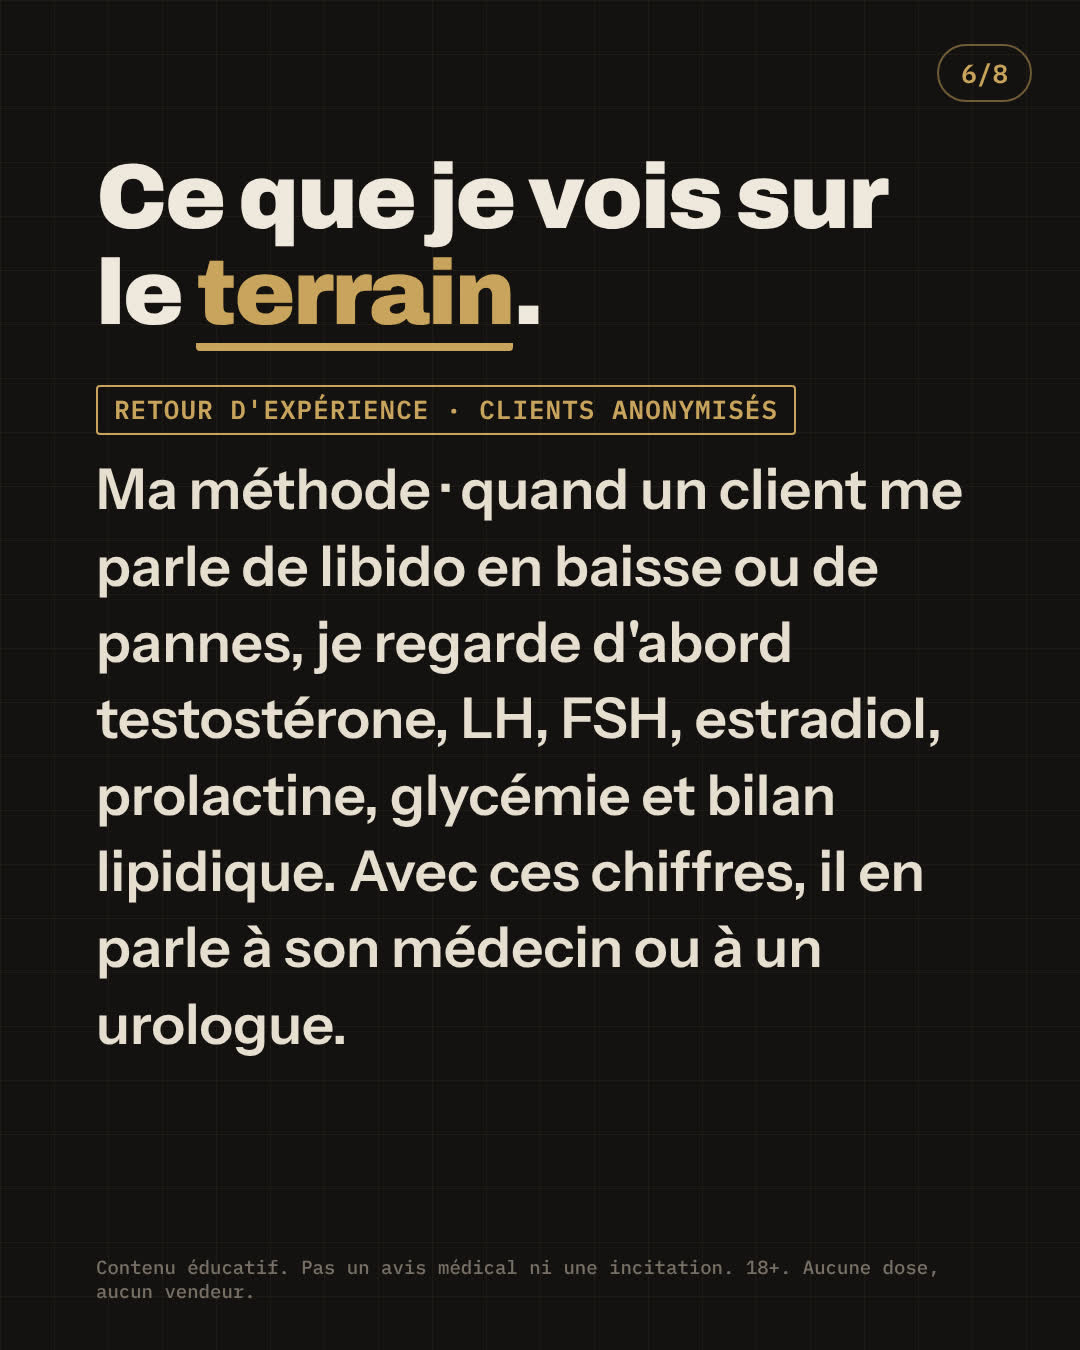 6/8
Ce que je vois sur
le terrain.
RETOUR D'EXPÉRIENCE · CLIENTS ANONYMISÉS
Ma méthode · quand un client me
parle de libido en baisse ou de
pannes, je regarde d'abord
testostérone, LH, FSH, estradiol,
prolactine, glycémie et bilan
lipidique. Avec ces chiffres, il en
parle à son médecin ou à un
urologue.
Contenu éducatif. Pas un avis médical ni une incitation. 18+. Aucune dose,
aucun vendeur.